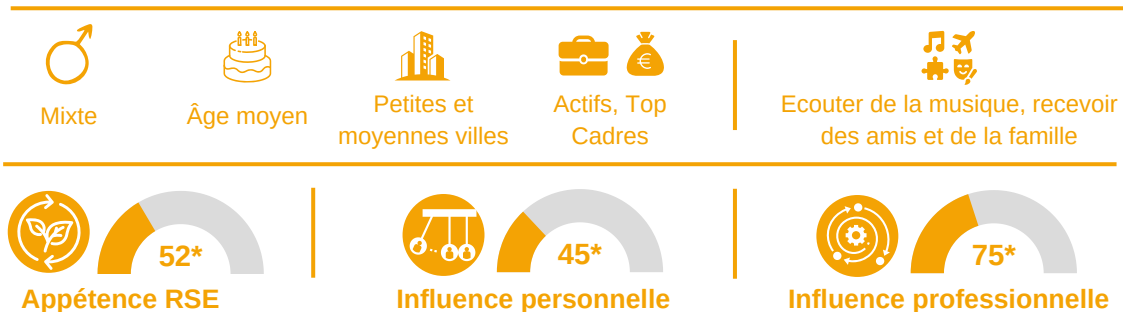 Mixte
Âge moyen
Petites et
moyennes villes
Actifs, Top
Cadres
Ecouter de la musique, recevoir
des amis et de la famille
€
52*
Appétence RSE
45*
Influence personnelle
75*
Influence professionnelle